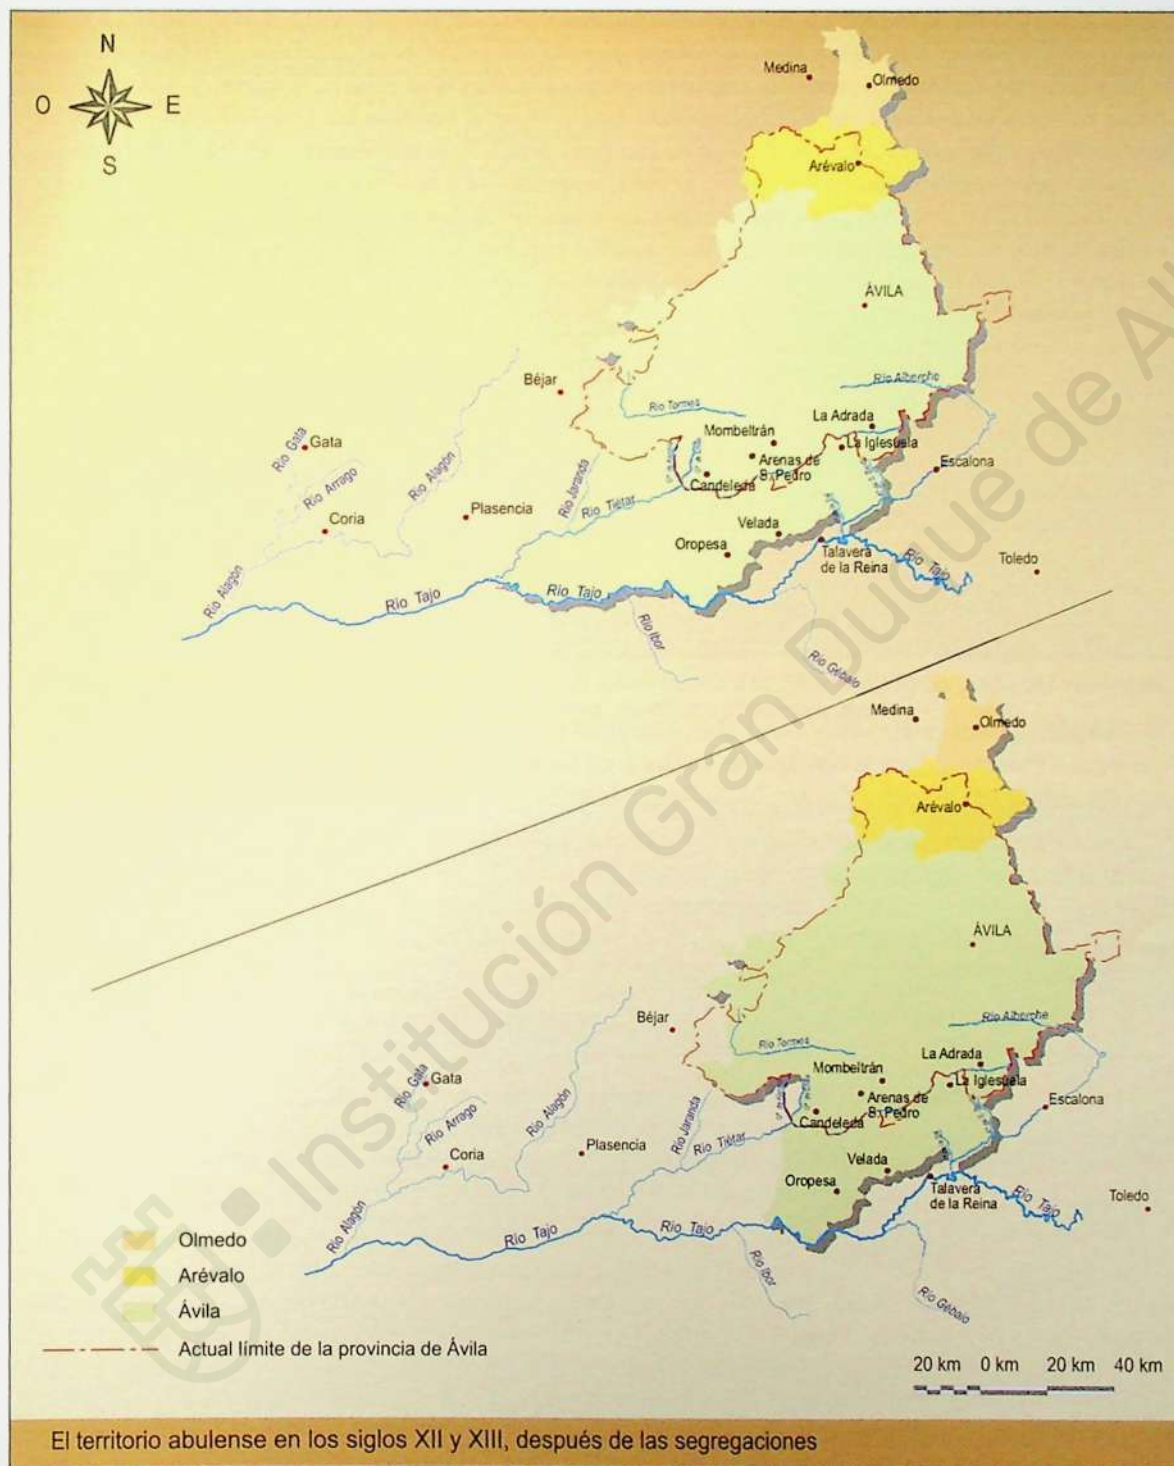 N
O
E
S
Medina
Olmedo
Arévalo
ÁVILA
Río Alberche
Béjar
Río Tormes
La Adrada
Mombeltrán
La Iglesuela
Río Gata
Gata
Arenas de
S. Pedro
Escalona
Río Alagón
Río Jaranda
Candeleda
Río Arrago
Río Tiétar
Plasencia
Coria
Velada
Oropesa
Talavera
de la Reina
Río Tajo
Toledo
Río Alagón
Río Tajo
Río Tajo
Río Ibor
Río Gébalo
Medina
Olmedo
Arévalo
ÁVILA
Río Alberche
Béjar
Río Tormes
La Adrada
Mombeltrán
La Iglesuela
Río Gata
Gata
Arenas de
S. Pedro
Escalona
Río Alagón
Río Jaranda
Candeleda
Río Arrago
Río Tiétar
Plasencia
Coria
Velada
Oropesa
Talavera
de la Reina
Río Tajo
Toledo
Río Alagón
Río Tajo
Río Tajo
Río Ibor
Río Gébalo
Olmedo
Arévalo
Ávila
Actual límite de la provincia de Ávila
20 km 0 km 20 km 40 km
El territorio abulense en los siglos XII y XIII, después de las segregaciones
Institución Gran Duque de Al